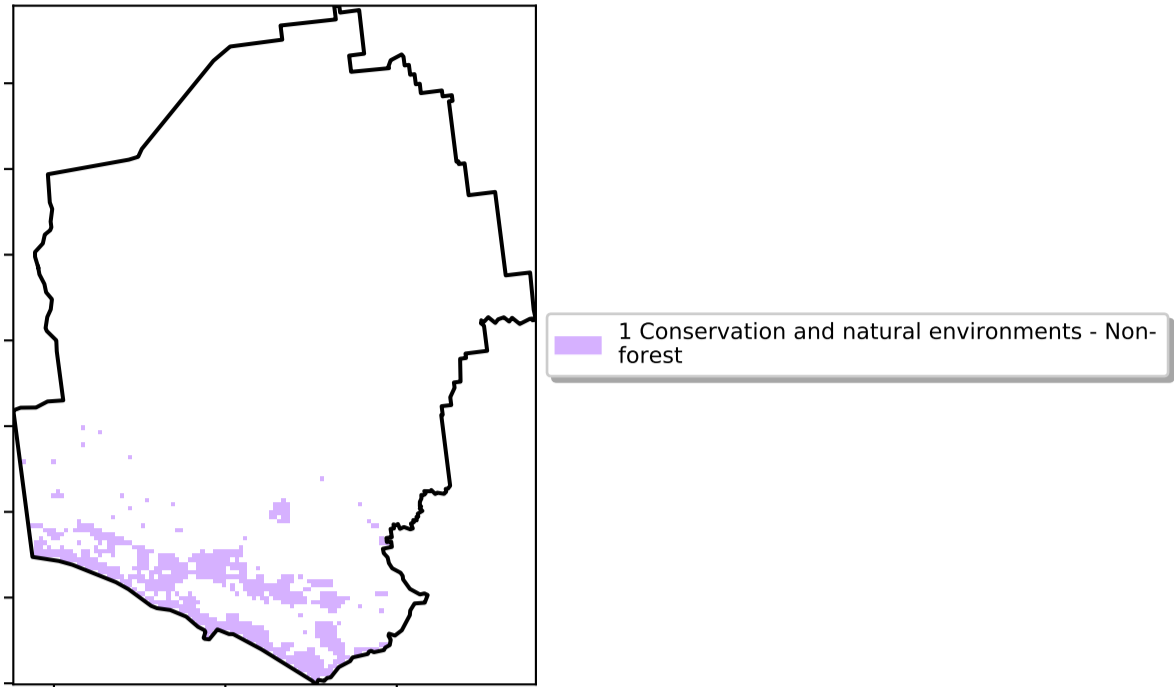 1 Conservation and natural environments - Non-
forest